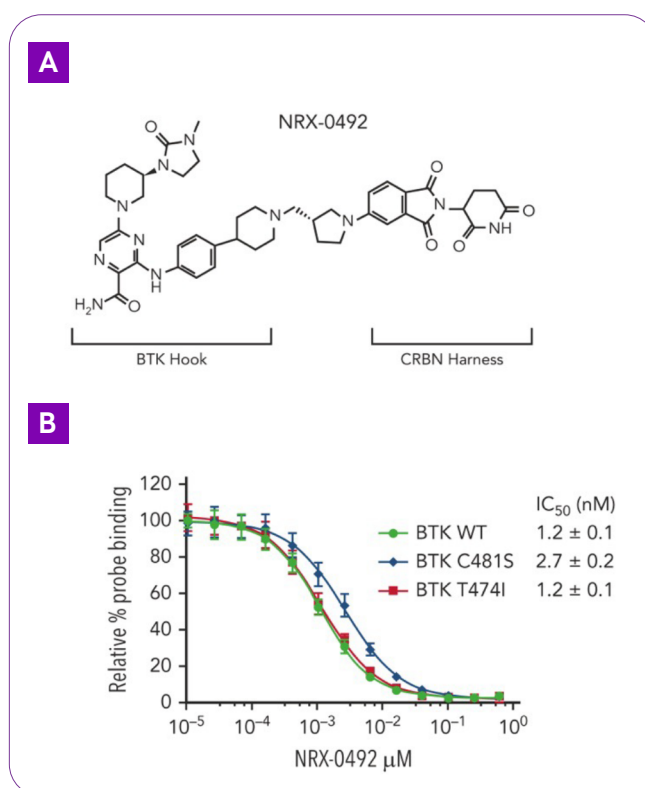 A
NRX-0492
O
N
N
N
N
N
N
H
H₂N
O
N
N
O
O
N
O
O
NH
BTK Hook
CRBN Harness
B
IC₅₀ (nM)
BTK WT 1.2 ± 0.1
BTK C481S 2.7 ± 0.2
BTK T474I 1.2 ± 0.1
Relative % probe binding
120
100
80
60
40
20
0
10⁻⁵ 10⁻⁴ 10⁻³ 10⁻² 10⁻¹ 10⁰
NRX-0492 μM